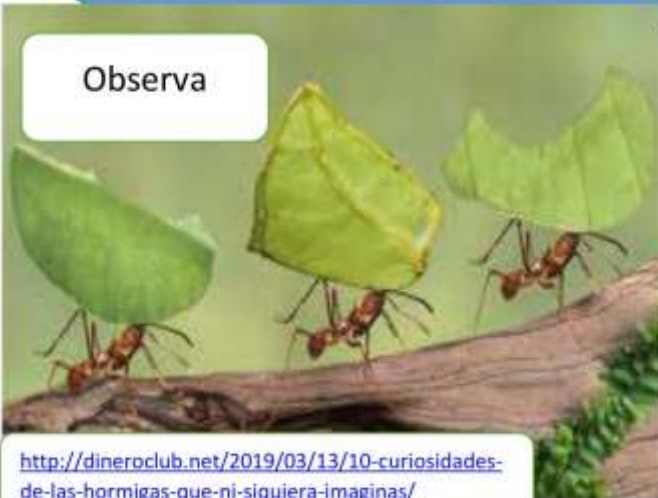 Observa
http://dineroclub.net/2019/03/13/10-curiosidades-
de-las-hormigas-que-ni-siquiera-imaginas/